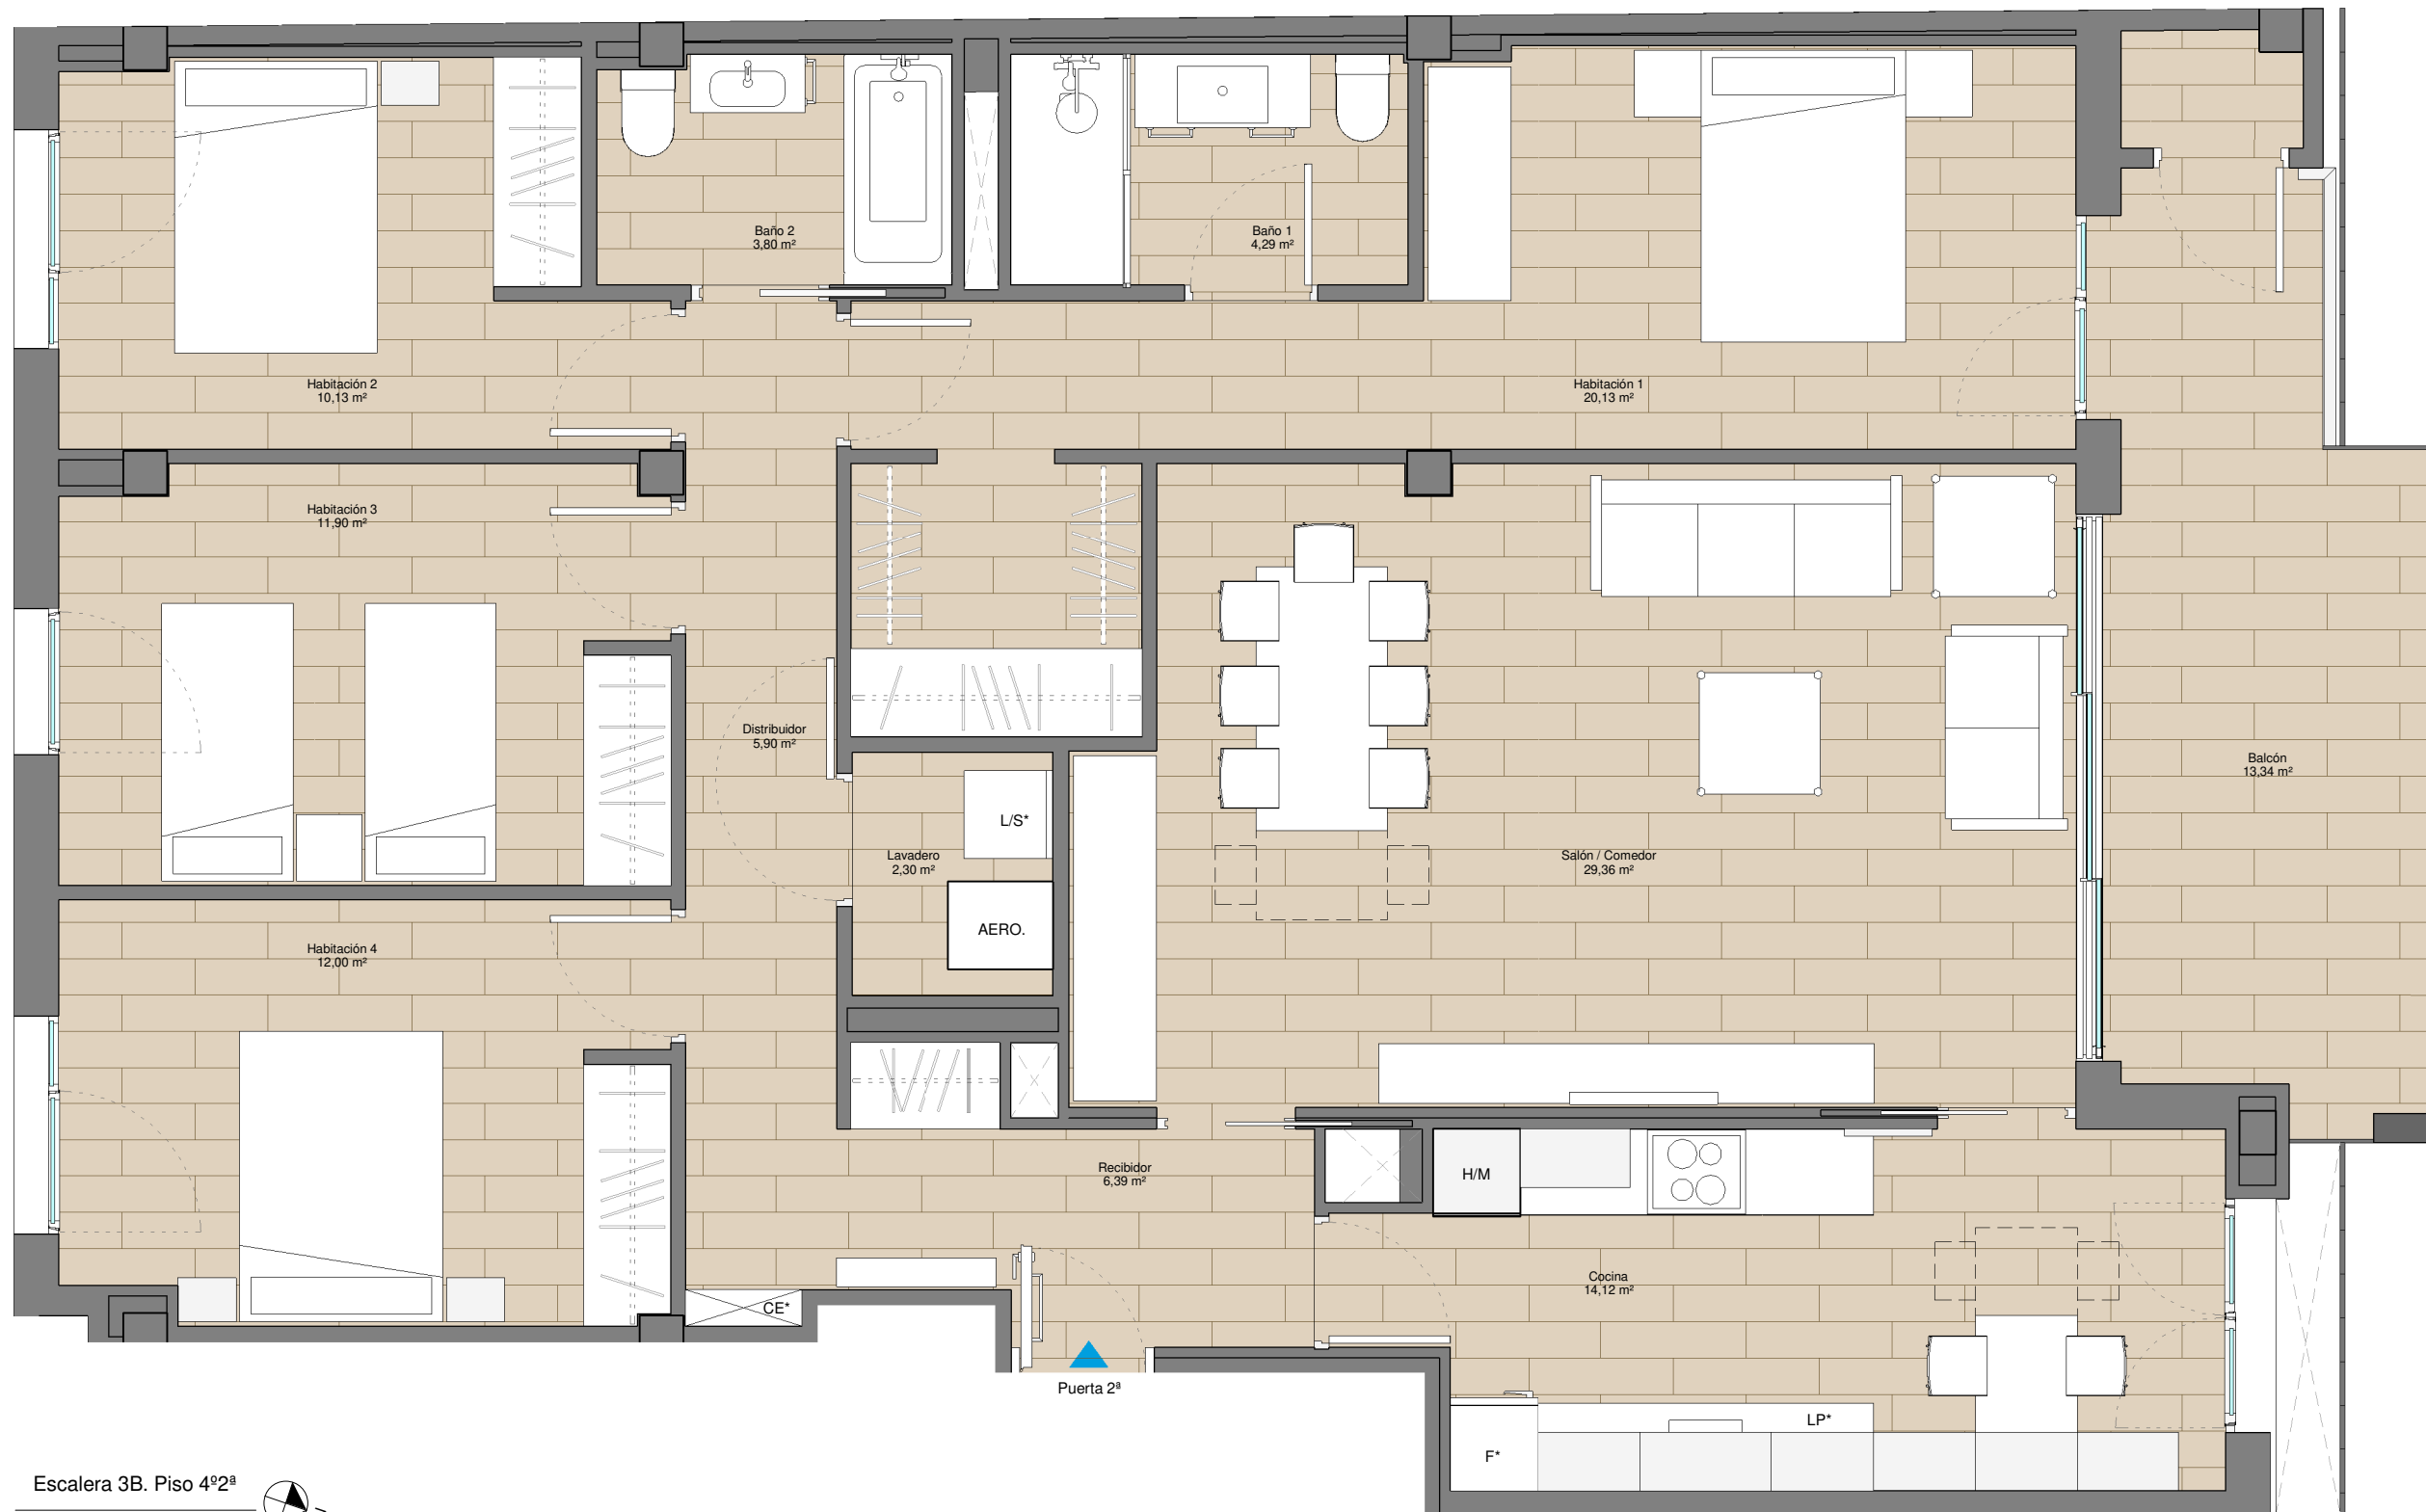 Baño 2
3,80 m²
Baño 1
4,29 m²
Habitación 2
10,13 m²
Habitación 1
20,13 m²
Habitación 3
11,90 m²
Distribuidor
5,90 m²
Balcón
13,34 m²
L/S*
Lavadero
2,30 m²
Salón / Comedor
29,36 m²
AERO.
Habitación 4
12,00 m²
Recibidor
6,39 m²
H/M
Cocina
14,12 m²
CE*
Puerta 2ª
LP*
F*
Escalera 3B. Piso 4º2ª